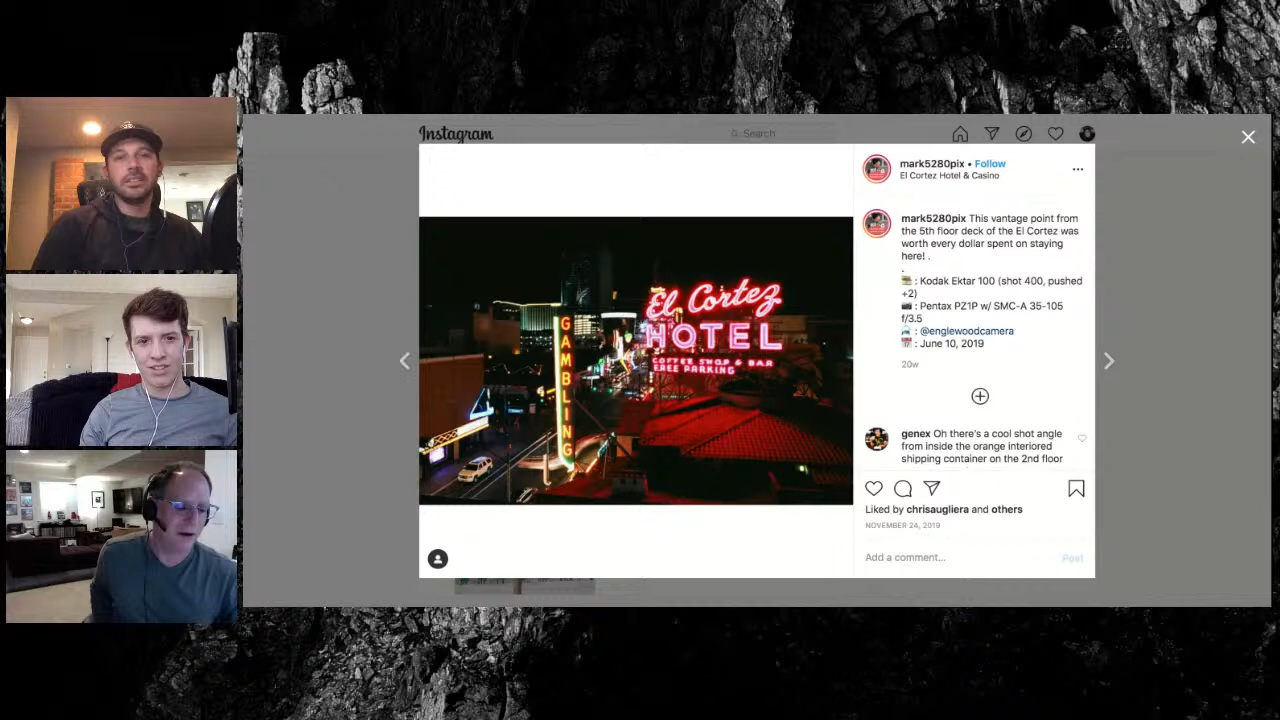 Instagram
Search
mark5280pix • Follow
El Cortez Hotel & Casino
mark5280pix This vantage point from
the 5th floor deck of the El Cortez was
worth every dollar spent on staying
here! .
.
: Kodak Ektar 100 (shot 400, pushed
+2)
: Pentax PZ1P w/ SMC-A 35-105
f/3.5
: @englewoodcamera
: June 10, 2019
20w
genex Oh there's a cool shot angle
from inside the orange interiored
shipping container on the 2nd floor
Liked by chrisaugliera and others
NOVEMBER 24, 2019
Add a comment...
Post
GAMBLING
El Cortez
HOTEL
COFFEE SHOP & BAR
FREE PARKING